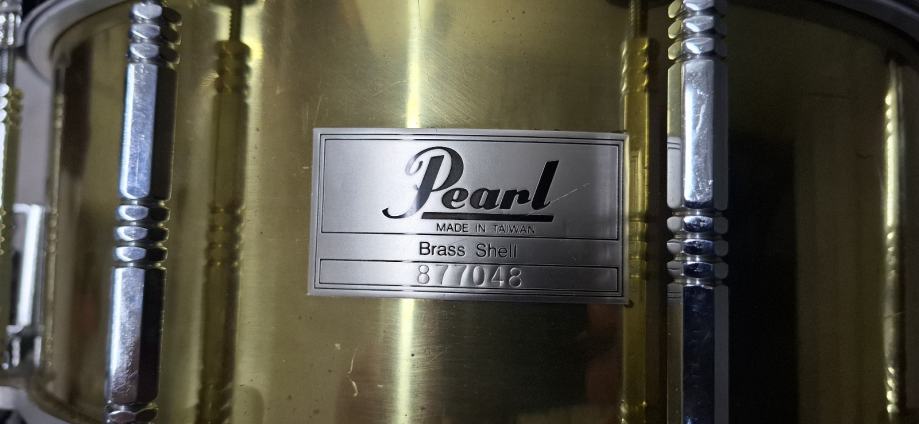 Pearl
MADE IN TAIWAN
Brass Shell
877048